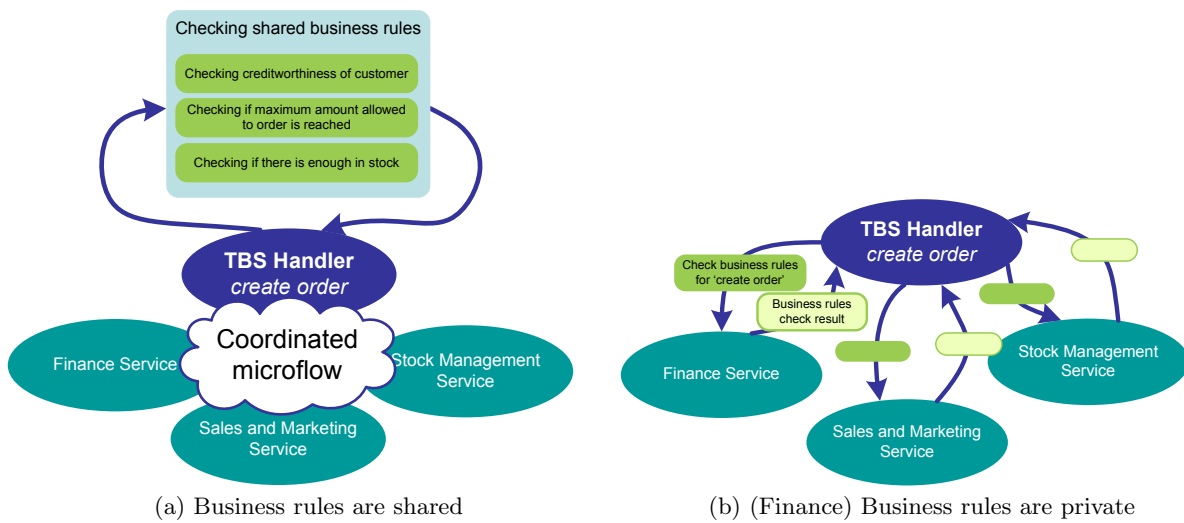 Checking shared business rules
Checking creditworthiness of customer
Checking if maximum amount allowed
to order is reached
Checking if there is enough in stock
TBS Handler
create order
Coordinated
microflow
Finance Service
Stock Management
Service
Sales and Marketing
Service
(a) Business rules are shared
TBS Handler
create order
Check business rules
for 'create order'
Business rules
check result
Finance Service
Stock Management
Service
Sales and Marketing
Service
(b) (Finance) Business rules are private